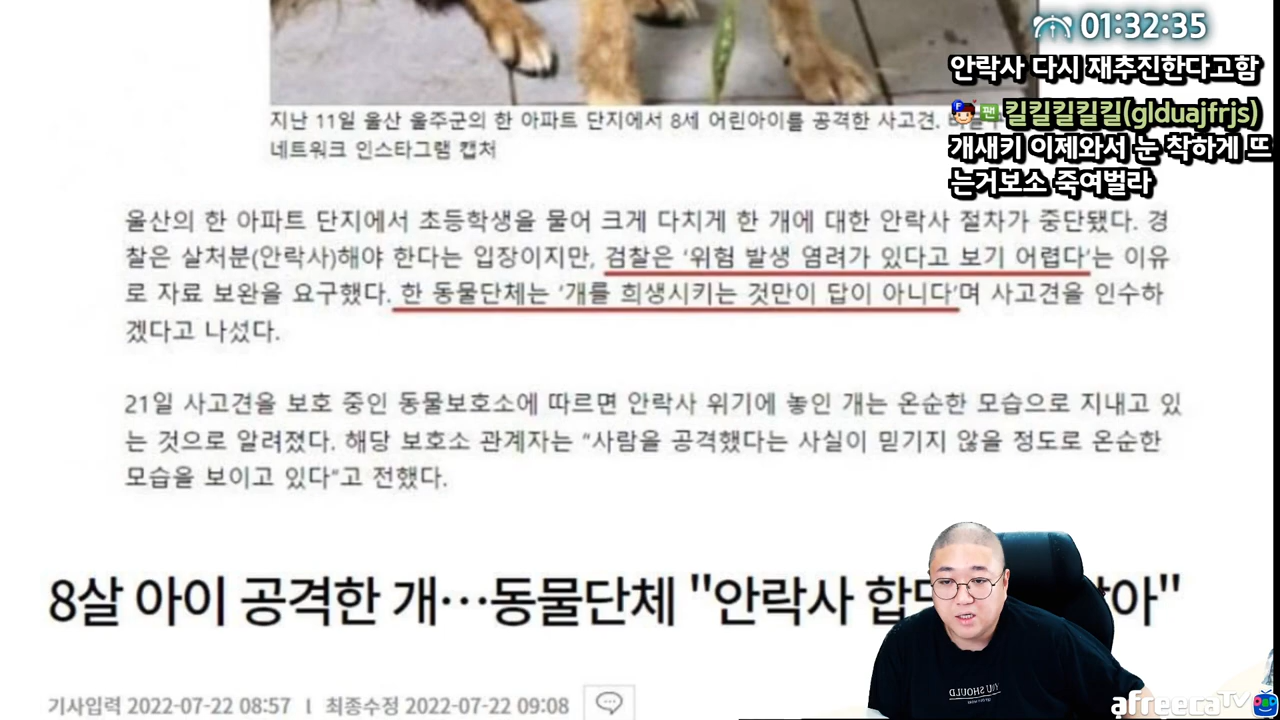 01:32:35
안락사 다시 재추진한다고함
팬 킬킬킬킬킬(glduajfrjs)
개새키 이제와서 눈 착하게 뜨
는거보소 죽여벌라
지난 11일 울산 울주군의 한 아파트 단지에서 8세 어린아이를 공격한 사고견.
네트워크 인스타그램 캡처
울산의 한 아파트 단지에서 초등학생을 물어 크게 다치게 한 개에 대한 안락사 절차가 중단됐다. 경
찰은 살처분(안락사)해야 한다는 입장이지만, 검찰은 ‘위험 발생 염려가 있다고 보기 어렵다’는 이유
로 자료 보완을 요구했다. 한 동물단체는 ‘개를 희생시키는 것만이 답이 아니다’며 사고견을 인수하
겠다고 나섰다.
21일 사고견을 보호 중인 동물보호소에 따르면 안락사 위기에 놓인 개는 온순한 모습으로 지내고 있
는 것으로 알려졌다. 해당 보호소 관계자는 “사람을 공격했다는 사실이 믿기지 않을 정도로 온순한
모습을 보이고 있다”고 전했다.
8살 아이 공격한 개…동물단체 "안락사 아"
기사입력 2022-07-22 08:57 ㅣ 최종수정 2022-07-22 09:08
YOU SHOULD
afreecaTV